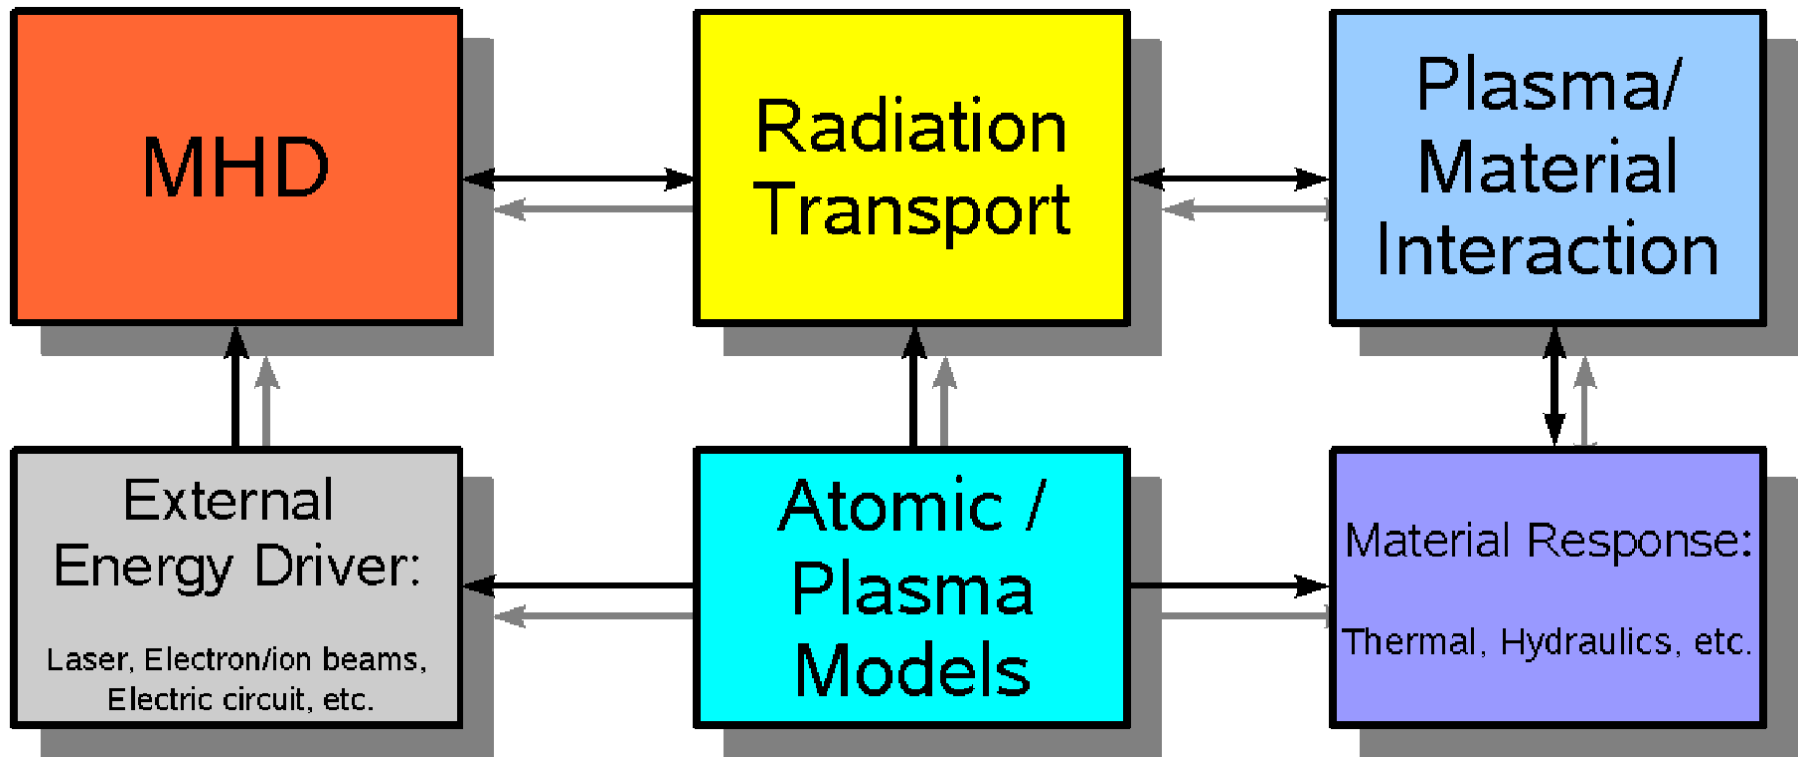 MHD
Radiation
Transport
Plasma/
Material
Interaction
External
Energy Driver:
Laser, Electron/ion beams,
Electric circuit, etc.
Atomic /
Plasma
Models
Material Response:
Thermal, Hydraulics, etc.